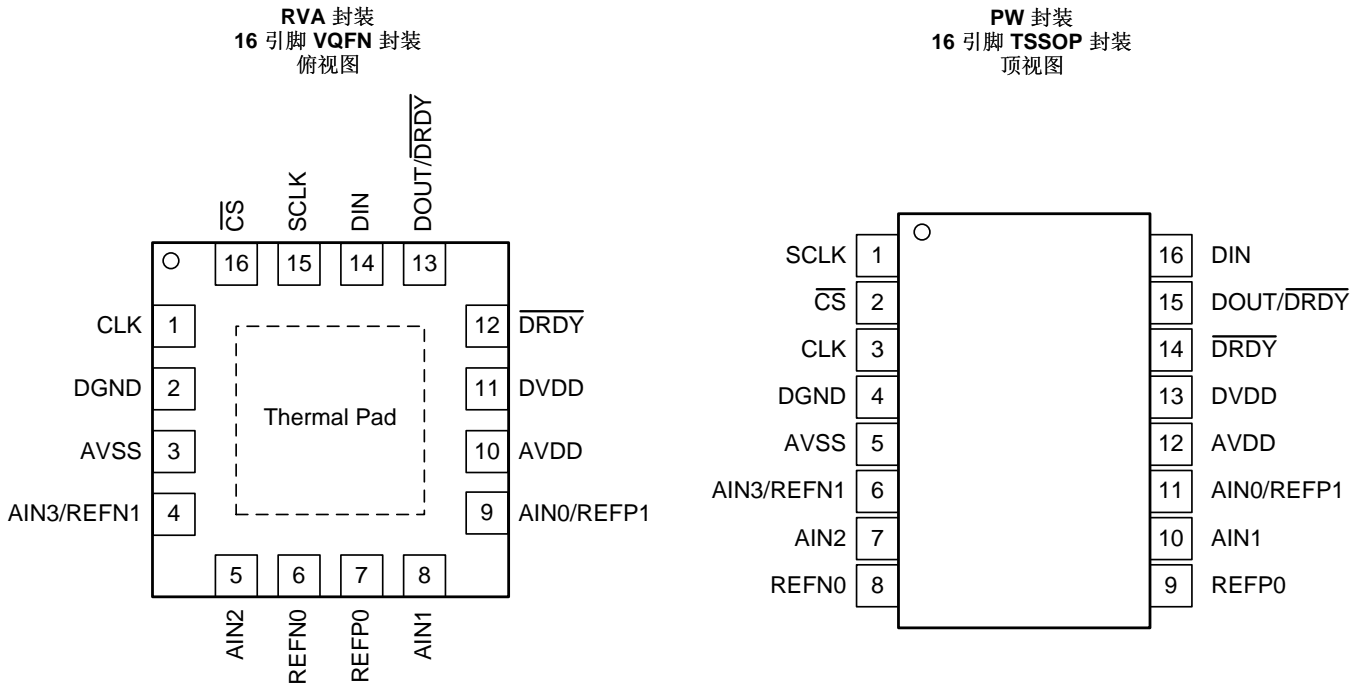 RVA 封装
16 引脚 VQFN 封装
俯视图
CS
SCLK
DIN
DOUT/DRDY
16
15
14
13
CLK
1
12
DRDY
DGND
2
11
DVDD
AVSS
3
10
AVDD
AIN3/REFN1
4
9
AIN0/REFP1
Thermal Pad
5
6
7
8
AIN2
REFN0
REFP0
AIN1
PW 封装
16 引脚 TSSOP 封装
顶视图
SCLK
1
16
DIN
CS
2
15
DOUT/DRDY
CLK
3
14
DRDY
DGND
4
13
DVDD
AVSS
5
12
AVDD
AIN3/REFN1
6
11
AIN0/REFP1
AIN2
7
10
AIN1
REFN0
8
9
REFP0